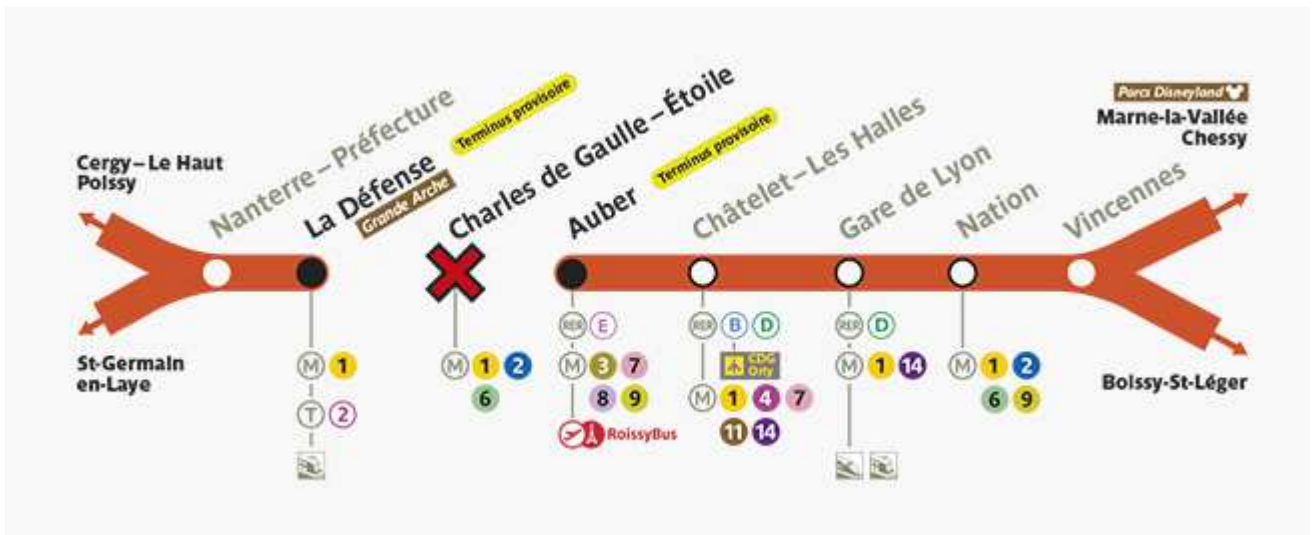 Cergy – Le Haut
Poissy
St-Germain
en-Laye
Nanterre – Préfecture
La Défense
Grande Arche
Terminus provisoire
M 1
T 2
Charles de Gaulle – Étoile
M 1 2
6
Auber
Terminus provisoire
RER E
M 3 7
8 9
RoissyBus
Châtelet – Les Halles
RER B D
CDG
Orly
M 1 4 7
11 14
Gare de Lyon
RER D
M 1 14
Nation
M 1 2
6 9
Vincennes
Parcs Disneyland
Marne-la-Vallée
Chessy
Boissy-St-Léger